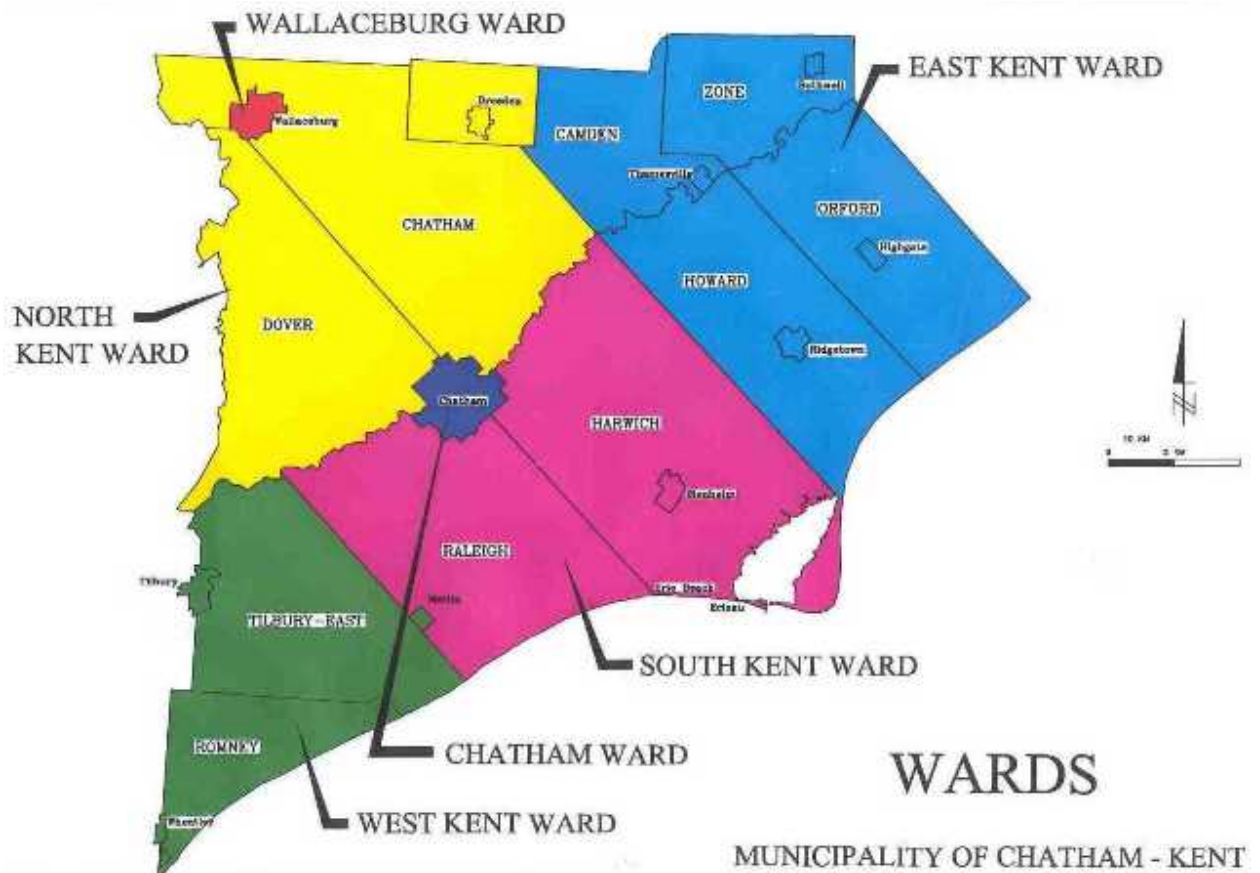 WALLACEBURG WARD
EAST KENT WARD
ZONE
Bothwell
Dresden
Wallaceburg
CAMDEN
Thamesville
CHATHAM
ORFORD
Highgate
HOWARD
NORTH
KENT WARD
DOVER
Ridgetown
Chatham
HARWICH
10 KM
Blenheim
RALEIGH
Tilbury
Merlin
Erie Beach
Erieau
TILBURY-EAST
SOUTH KENT WARD
ROMNEY
CHATHAM WARD
WARDS
Wheatley
WEST KENT WARD
MUNICIPALITY OF CHATHAM - KENT